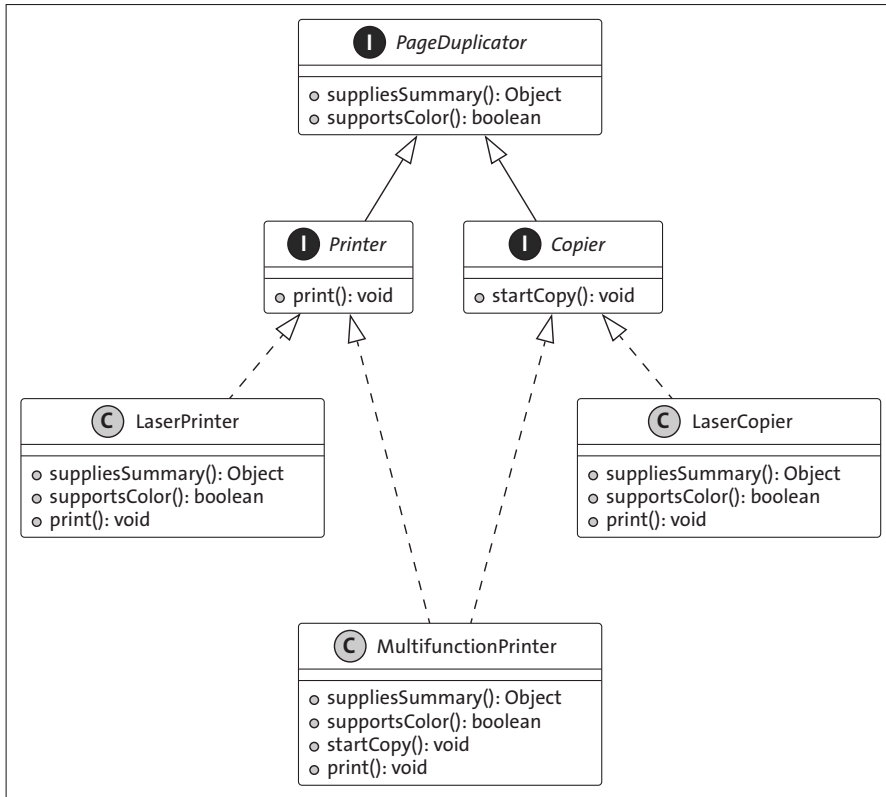 I PageDuplicator
suppliesSummary(): Object
supportsColor(): boolean
I Printer
print(): void
I Copier
startCopy(): void
C LaserPrinter
suppliesSummary(): Object
supportsColor(): boolean
print(): void
C LaserCopier
suppliesSummary(): Object
supportsColor(): boolean
print(): void
C MultifunctionPrinter
suppliesSummary(): Object
supportsColor(): boolean
startCopy(): void
print(): void